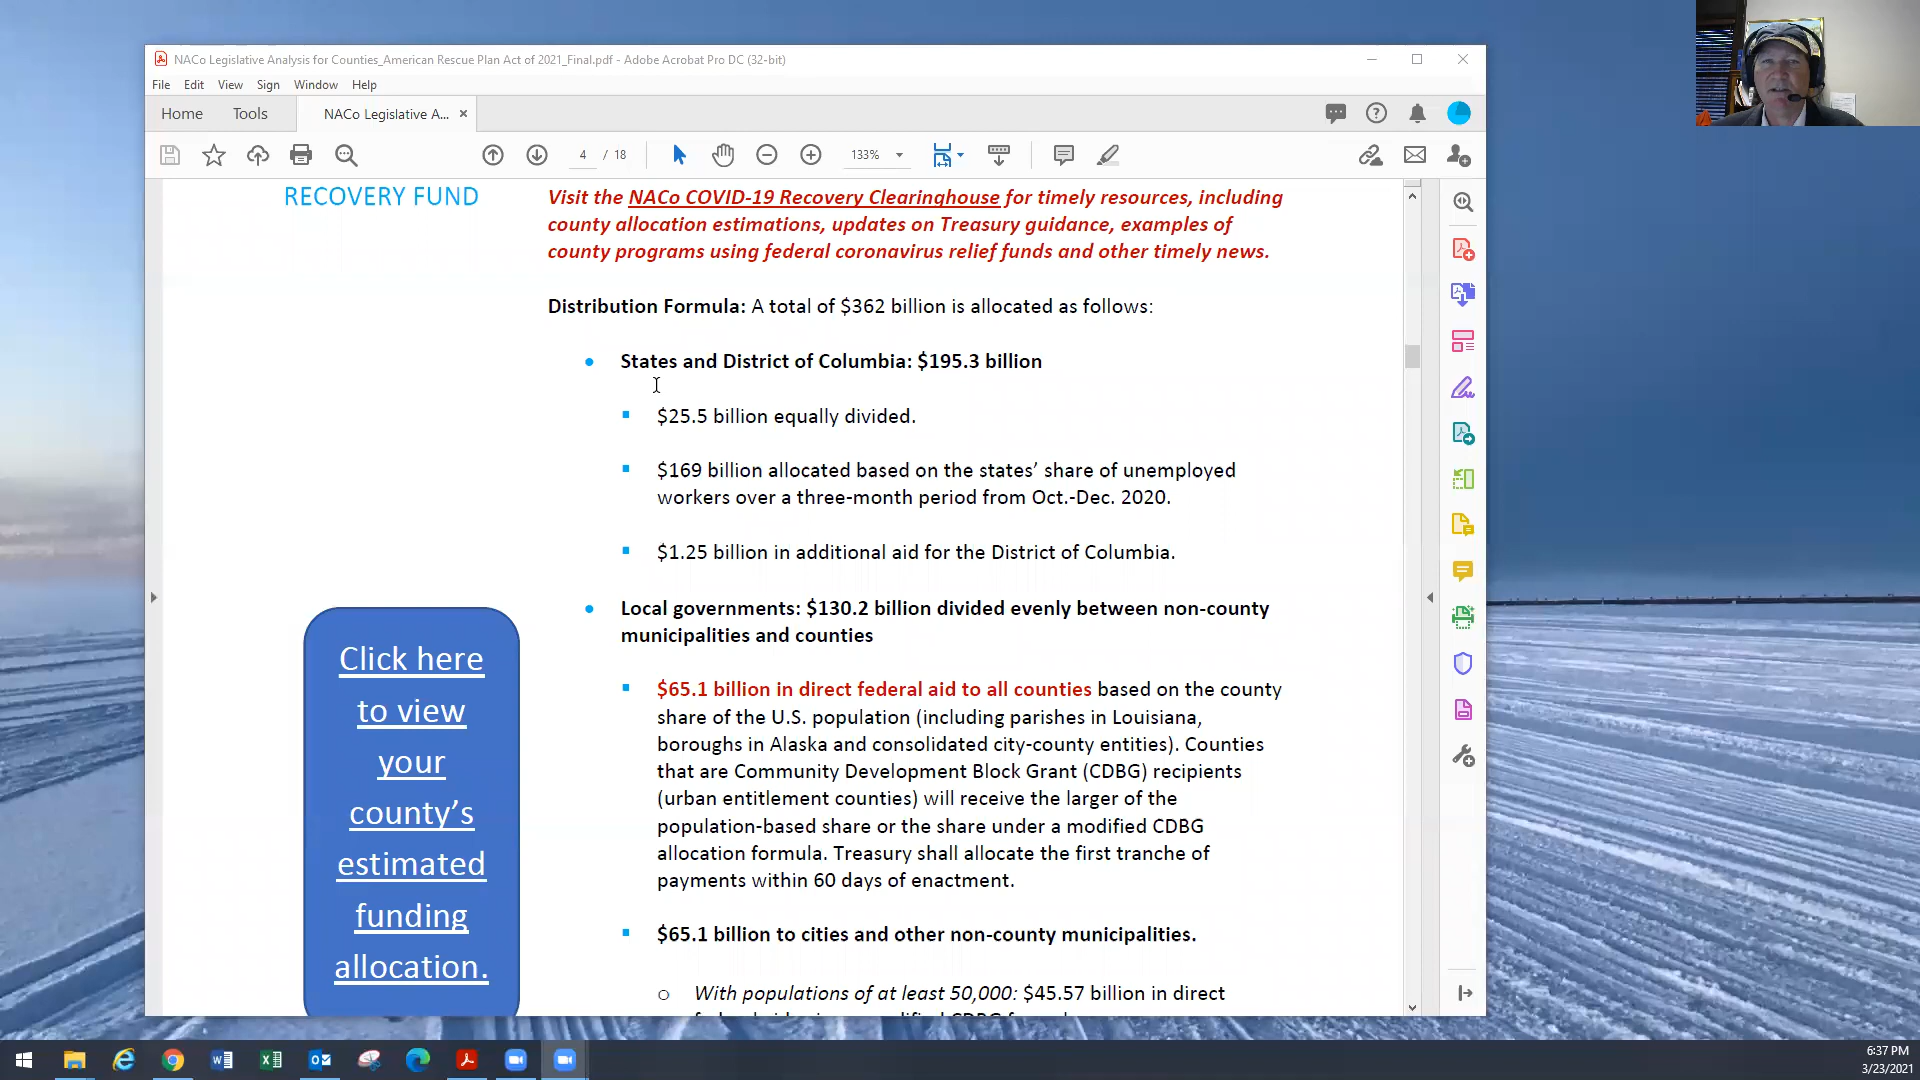 NACo Legislative Analysis for Counties_American Rescue Plan Act of 2021_Final.pdf - Adobe Acrobat Pro DC (32-bit)
File Edit View Sign Window Help
Home Tools NACo Legislative A... ×
4 / 18 133%
RECOVERY FUND
Visit the NACo COVID-19 Recovery Clearinghouse for timely resources, including
county allocation estimations, updates on Treasury guidance, examples of
county programs using federal coronavirus relief funds and other timely news.
Distribution Formula: A total of $362 billion is allocated as follows:
• States and District of Columbia: $195.3 billion
▪ $25.5 billion equally divided.
▪ $169 billion allocated based on the states’ share of unemployed
workers over a three-month period from Oct.-Dec. 2020.
▪ $1.25 billion in additional aid for the District of Columbia.
• Local governments: $130.2 billion divided evenly between non-county
municipalities and counties
▪ $65.1 billion in direct federal aid to all counties based on the county
share of the U.S. population (including parishes in Louisiana,
boroughs in Alaska and consolidated city-county entities). Counties
that are Community Development Block Grant (CDBG) recipients
(urban entitlement counties) will receive the larger of the
population-based share or the share under a modified CDBG
allocation formula. Treasury shall allocate the first tranche of
payments within 60 days of enactment.
▪ $65.1 billion to cities and other non-county municipalities.
o With populations of at least 50,000: $45.57 billion in direct
Click here
to view
your
county’s
estimated
funding
allocation.
6:37 PM
3/23/2021